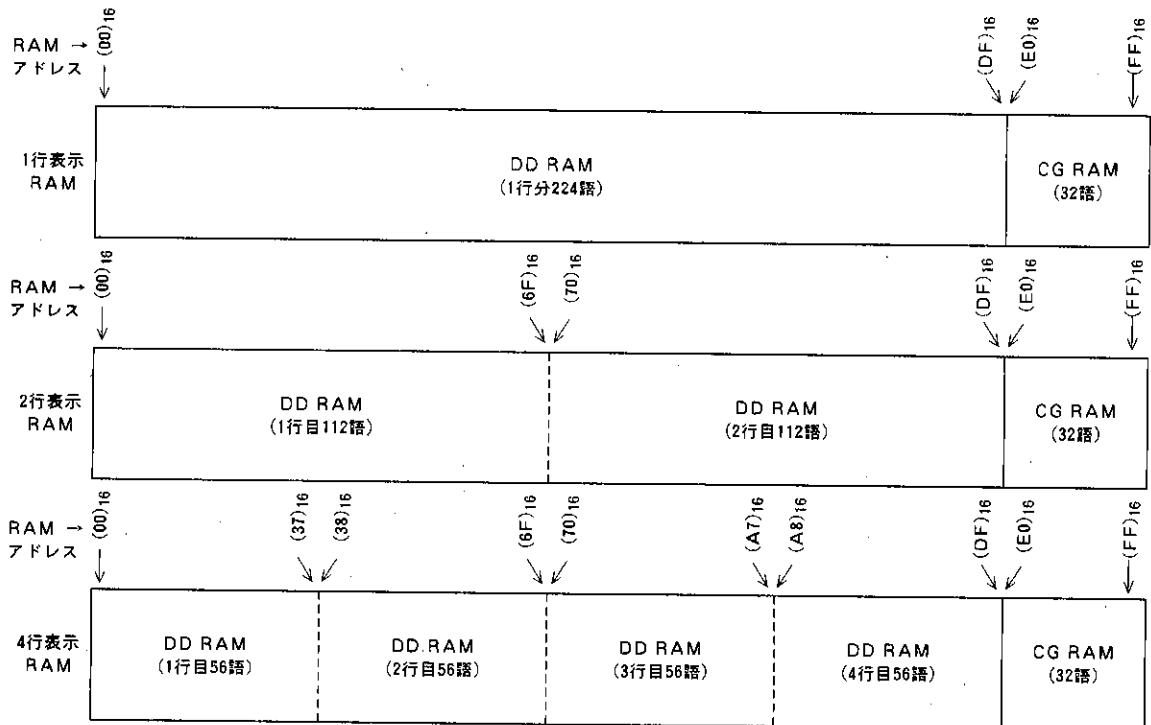 RAM → (00)16 (DF)16 (E0)16 (FF)16
アドレス
1行表示
RAM
DD RAM
(1行分224語)
CG RAM
(32語)
RAM → (00)16 (6F)16 (70)16 (DF)16 (E0)16 (FF)16
アドレス
2行表示
RAM
DD RAM
(1行目112語)
DD RAM
(2行目112語)
CG RAM
(32語)
RAM → (00)16 (37)16 (38)16 (6F)16 (70)16 (A7)16 (A8)16 (DF)16 (E0)16 (FF)16
アドレス
4行表示
RAM
DD RAM
(1行目56語)
DD RAM
(2行目56語)
DD RAM
(3行目56語)
DD RAM
(4行目56語)
CG RAM
(32語)